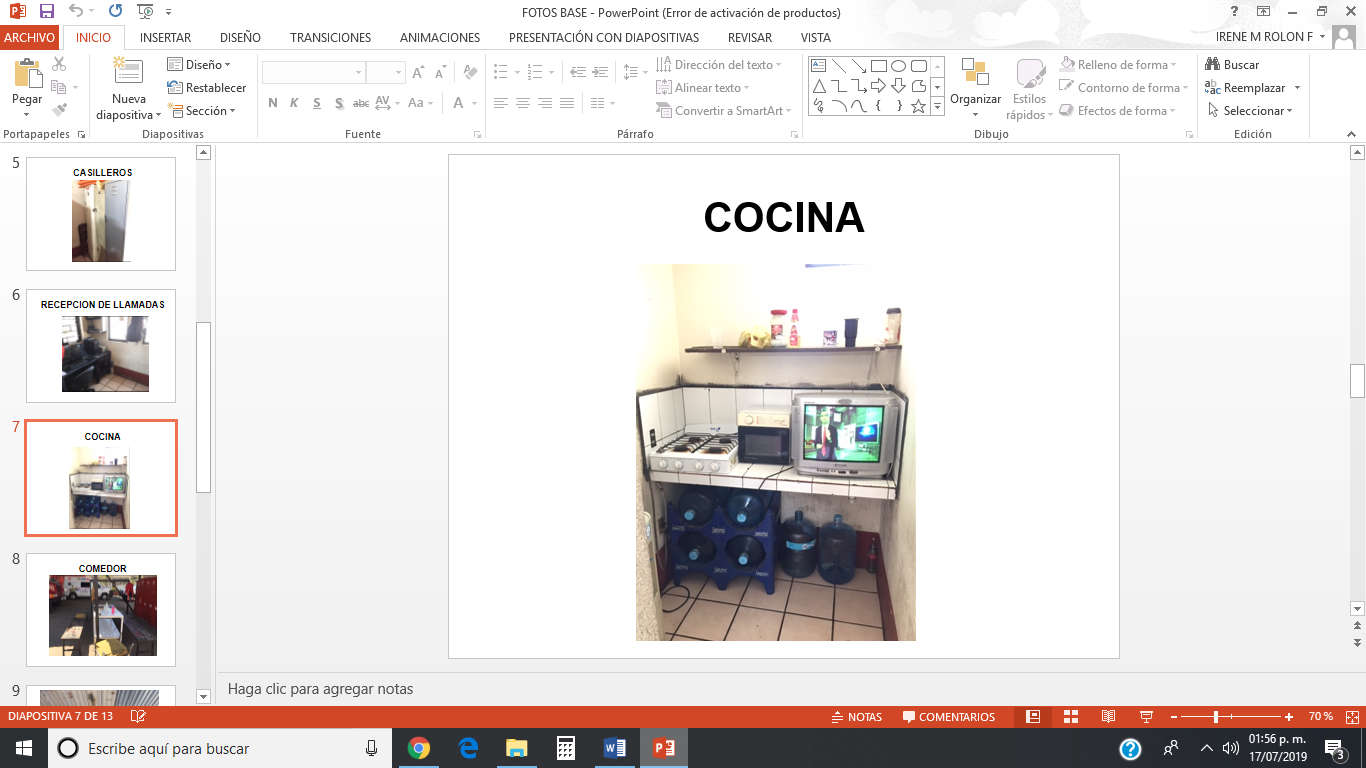 FOTOS BASE - PowerPoint (Error de activación de productos)
ARCHIVO INICIO INSERTAR DISEÑO TRANSICIONES ANIMACIONES PRESENTACIÓN CON DIAPOSITIVAS REVISAR VISTA IRENE M ROLON F
Pegar
Nueva diapositiva
Diseño
Restablecer
Sección
N K S S abc AV Aa A
Dirección del texto
Alinear texto
Convertir a SmartArt
Organizar
Estilos rápidos
Relleno de forma
Contorno de forma
Efectos de forma
Buscar
Reemplazar
Seleccionar
Portapapeles Diapositivas Fuente Párrafo Dibujo Edición
5
CASILLEROS
6
RECEPCION DE LLAMADAS
7
COCINA
8
COMEDOR
9
COCINA
Haga clic para agregar notas
DIAPOSITIVA 7 DE 13 NOTAS COMENTARIOS 70 %
Escribe aquí para buscar
01:56 p. m.
17/07/2019
3